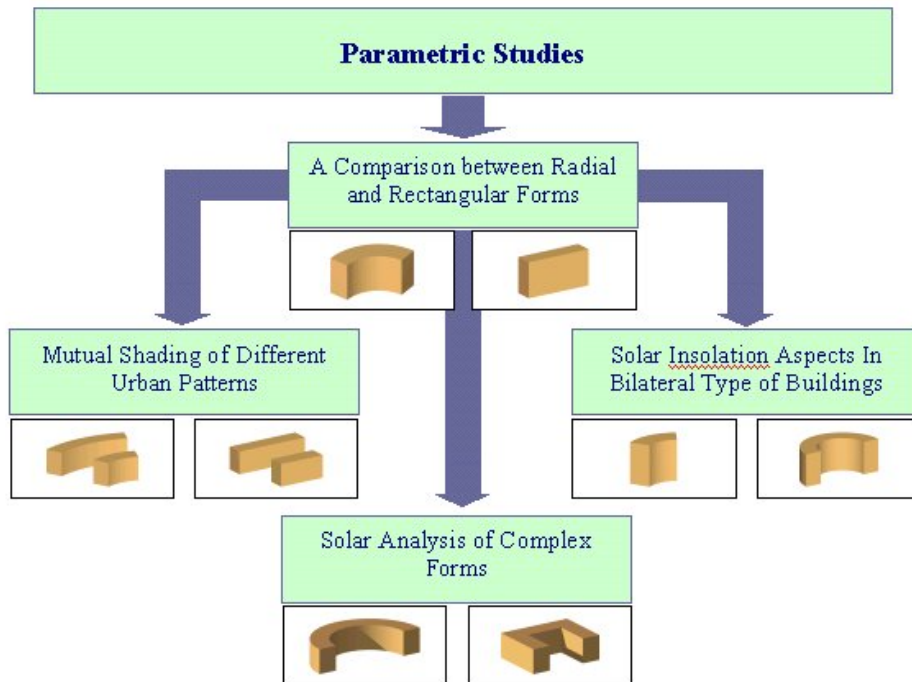 Parametric Studies
A Comparison between Radial
and Rectangular Forms
Mutual Shading of Different
Urban Patterns
Solar Insolation Aspects In
Bilateral Type of Buildings
Solar Analysis of Complex
Forms